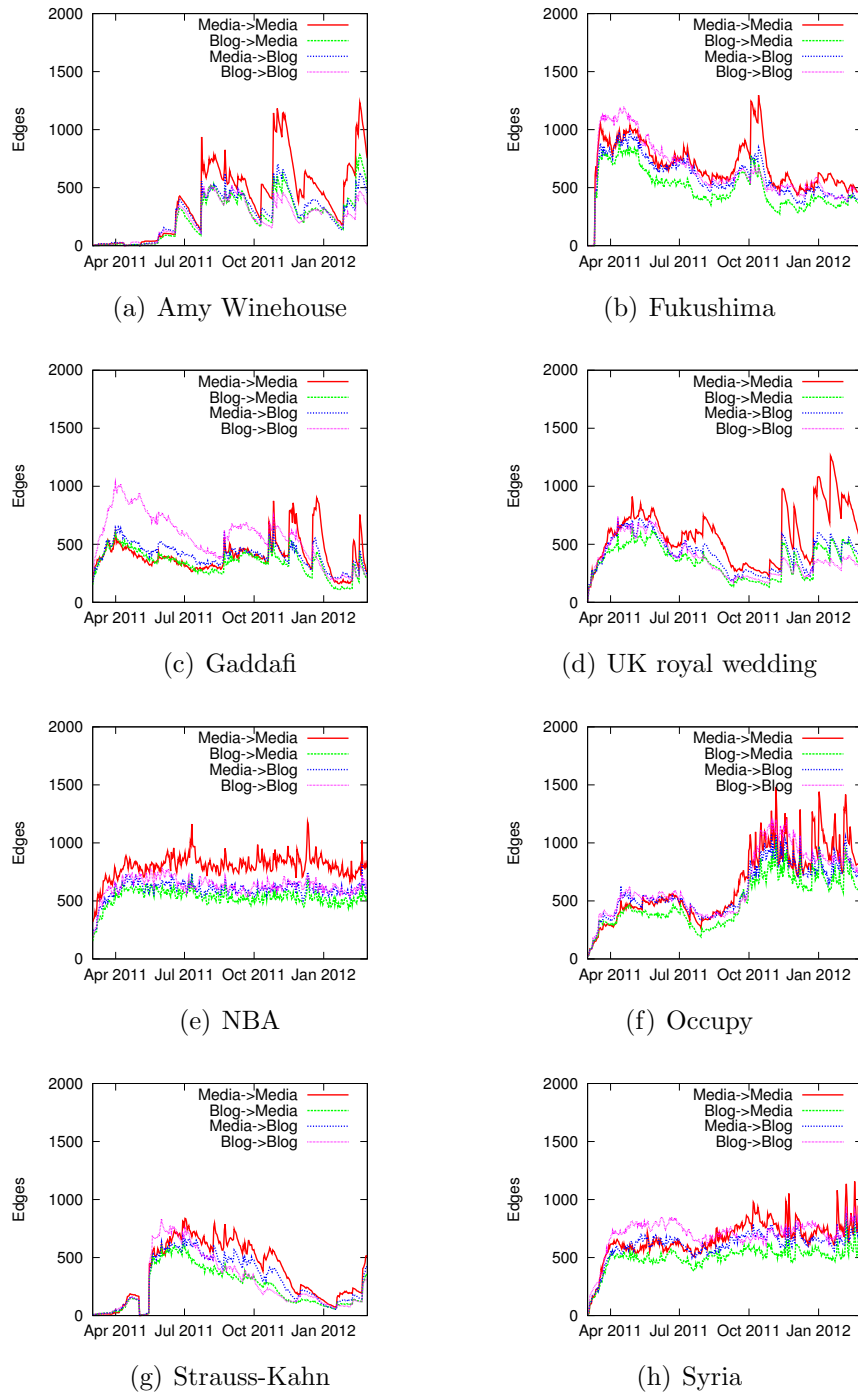 2000
1500
1000
500
0
Edges
Media->Media
Blog->Media
Media->Blog
Blog->Blog
Apr 2011 Jul 2011 Oct 2011 Jan 2012
(a) Amy Winehouse
2000
1500
1000
500
0
Edges
Media->Media
Blog->Media
Media->Blog
Blog->Blog
Apr 2011 Jul 2011 Oct 2011 Jan 2012
(b) Fukushima
2000
1500
1000
500
0
Edges
Media->Media
Blog->Media
Media->Blog
Blog->Blog
Apr 2011 Jul 2011 Oct 2011 Jan 2012
(c) Gaddafi
2000
1500
1000
500
0
Edges
Media->Media
Blog->Media
Media->Blog
Blog->Blog
Apr 2011 Jul 2011 Oct 2011 Jan 2012
(d) UK royal wedding
2000
1500
1000
500
0
Edges
Media->Media
Blog->Media
Media->Blog
Blog->Blog
Apr 2011 Jul 2011 Oct 2011 Jan 2012
(e) NBA
2000
1500
1000
500
0
Edges
Media->Media
Blog->Media
Media->Blog
Blog->Blog
Apr 2011 Jul 2011 Oct 2011 Jan 2012
(f) Occupy
2000
1500
1000
500
0
Edges
Media->Media
Blog->Media
Media->Blog
Blog->Blog
Apr 2011 Jul 2011 Oct 2011 Jan 2012
(g) Strauss-Kahn
2000
1500
1000
500
0
Edges
Media->Media
Blog->Media
Media->Blog
Blog->Blog
Apr 2011 Jul 2011 Oct 2011 Jan 2012
(h) Syria